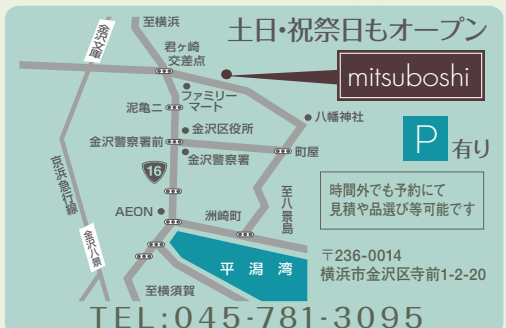 至横浜
土日・祝祭日もオープン
金沢文庫
君ヶ崎
交差点
mitsuboshi
ファミリー
マート
泥亀二
八幡神社
金沢区役所
P 有り
金沢警察署前
町屋
金沢警察署
京浜急行線
16
至八景島
時間外でも予約にて
見積や品選び等可能です
AEON
洲崎町
金沢八景
平潟湾
〒236-0014
横浜市金沢区寺前1-2-20
至横須賀
TEL:045-781-3095